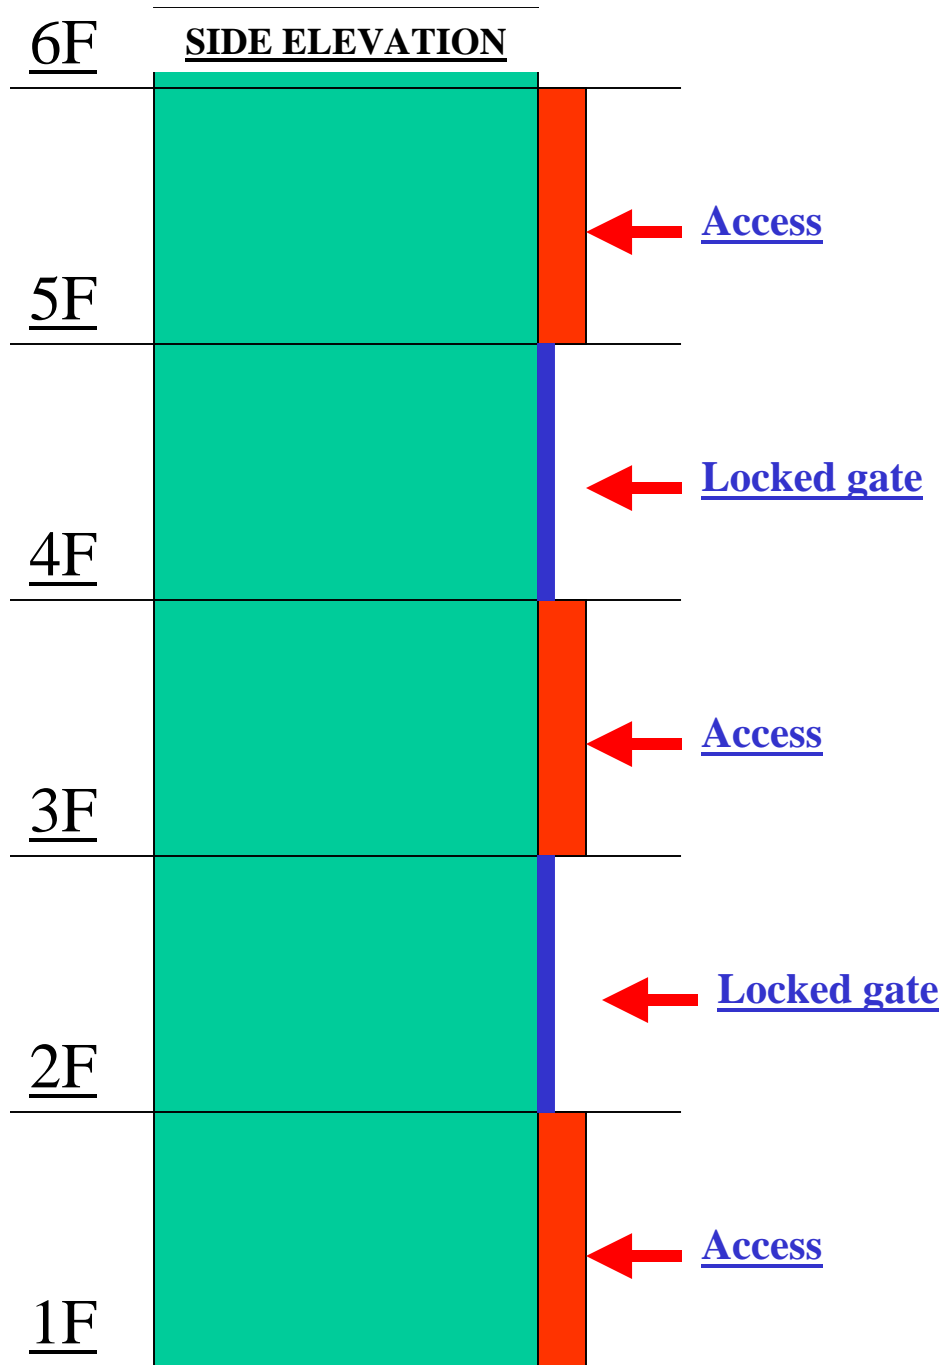 6F
SIDE ELEVATION
Access
5F
Locked gate
4F
Access
3F
Locked gate
2F
Access
1F